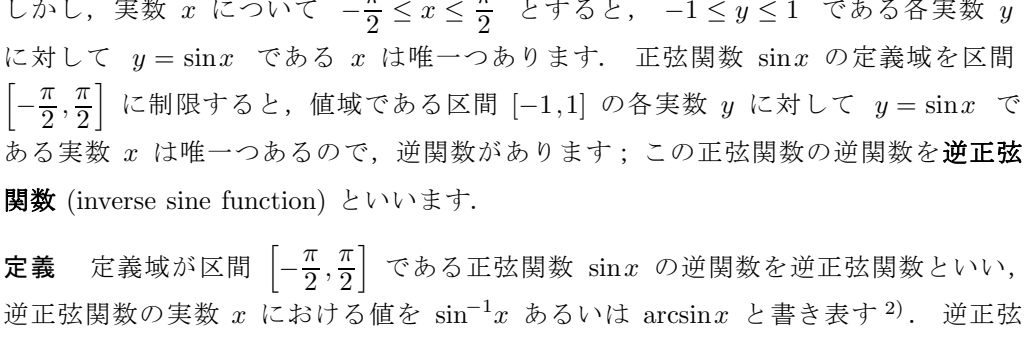 しかし，実数 x について −π/2 ≤ x ≤ π/2 とすると， −1 ≤ y ≤ 1 である各実数 y
に対して y = sin x である x は唯一つあります． 正弦関数 sin x の定義域を区間
[−π/2, π/2] に制限すると，値域である区間 [−1,1] の各実数 y に対して y = sin x で
ある実数 x は唯一つあるので，逆関数があります；この正弦関数の逆関数を逆正弦
関数 (inverse sine function) といいます．
定義 定義域が区間 [−π/2, π/2] である正弦関数 sin x の逆関数を逆正弦関数といい，
逆正弦関数の実数 x における値を sin⁻¹x あるいは arcsin x と書き表す ²⁾． 逆正弦